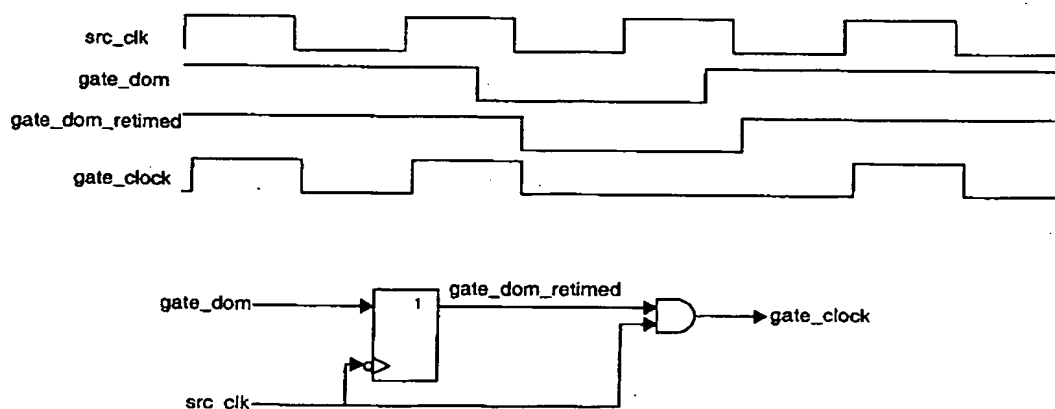 src_clk
gate_dom
gate_dom_retimed
gate_clock
gate_dom
1
gate_dom_retimed
gate_clock
src_clk